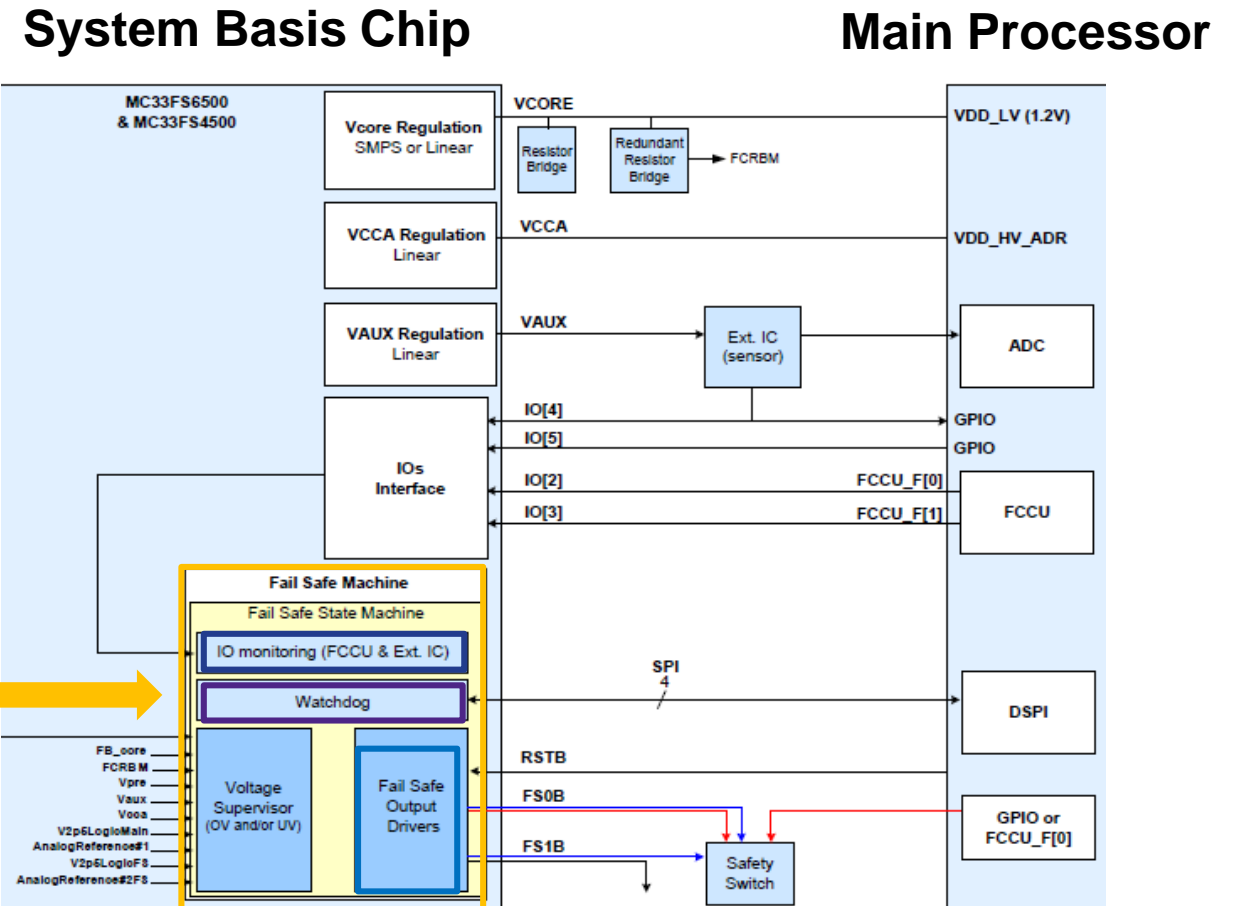 System Basis Chip
Main Processor
MC33FS6500
& MC33FS4500
Vcore Regulation
SMPS or Linear
VCORE
Resistor
Bridge
Redundant
Resistor
Bridge
FCRBM
VDD_LV (1.2V)
VCCA Regulation
Linear
VCCA
VDD_HV_ADR
VAUX Regulation
Linear
VAUX
Ext. IC
(sensor)
ADC
IOs
Interface
IO[4]
GPIO
IO[5]
GPIO
IO[2]
FCCU_F[0]
IO[3]
FCCU_F[1]
FCCU
Fail Safe Machine
Fail Safe State Machine
IO monitoring (FCCU & Ext. IC)
Watchdog
SPI
4
DSPI
FB_core
FCRBM
Vpre
Vaux
Vcca
V2p5LogicMain
AnalogReference#1
V2p5LogicFS
AnalogReference#2FS
Voltage
Supervisor
(OV and/or UV)
Fail Safe
Output
Drivers
RSTB
FS0B
FS1B
Safety
Switch
GPIO or
FCCU_F[0]